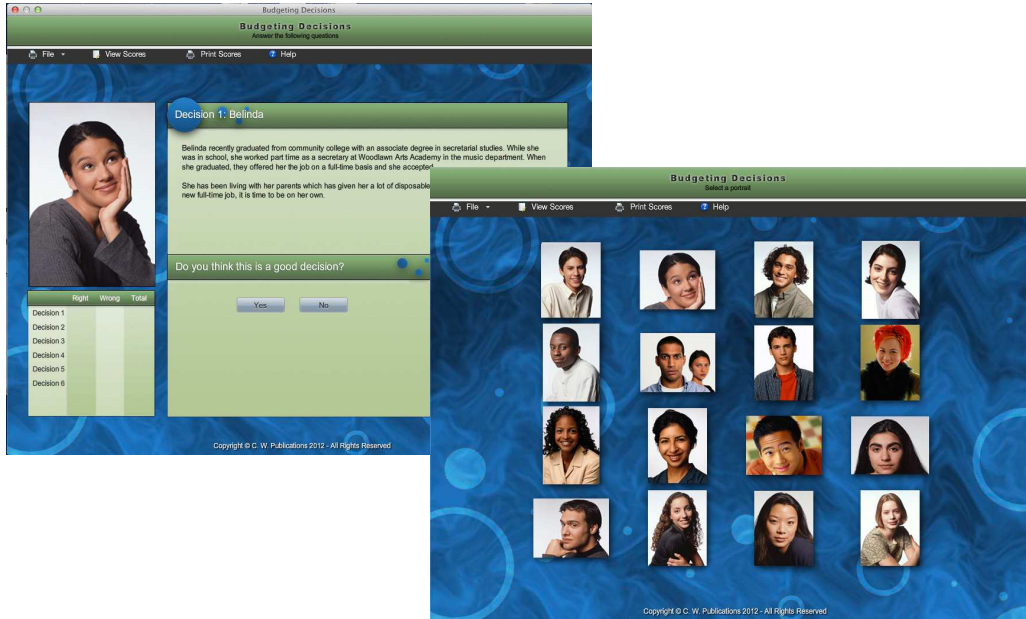 Budgeting Decisions
Budgeting Decisions
Answer the following questions
File View Scores Print Scores Help
Decision 1: Belinda
Belinda recently graduated from community college with an associate degree in secretarial studies. While she
was in school, she worked part time as a secretary at Woodlawn Arts Academy in the music department. When
she graduated, they offered her the job on a full-time basis and she accepted
She has been living with her parents which has given her a lot of disposable
new full-time job, it is time to be on her own.
Do you think this is a good decision?
Yes No
Right Wrong Total
Decision 1
Decision 2
Decision 3
Decision 4
Decision 5
Decision 6
Copyright © C. W. Publications 2012 - All Rights Reserved
Budgeting Decisions
Select a portrait
File View Scores Print Scores Help
Copyright © C. W. Publications 2012 - All Rights Reserved